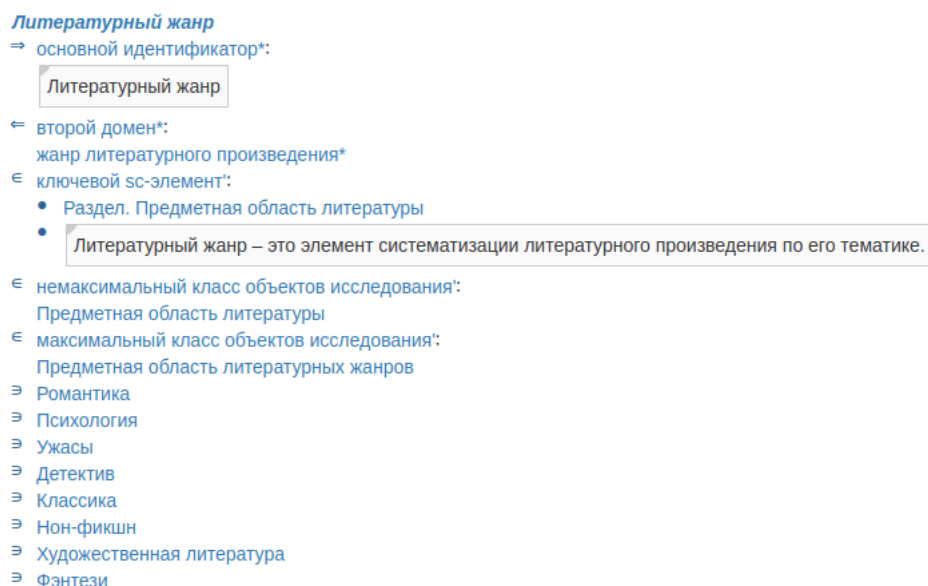 Литературный жанр
⇒ основной идентификатор*:
Литературный жанр
⇐ второй домен*:
жанр литературного произведения*
∈ ключевой sc-элемент':
• Раздел. Предметная область литературы
• Литературный жанр – это элемент систематизации литературного произведения по его тематике.
∈ немаксимальный класс объектов исследования':
Предметная область литературы
∈ максимальный класс объектов исследования':
Предметная область литературных жанров
∋ Романтика
∋ Психология
∋ Ужасы
∋ Детектив
∋ Классика
∋ Нон-фикшн
∋ Художественная литература
∋ Фэнтези